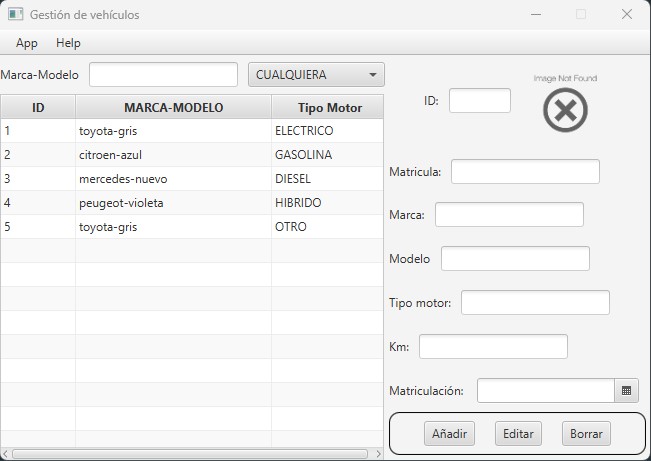 Gestión de vehículos
App Help
Marca-Modelo CUALQUIERA
ID MARCA-MODELO Tipo Motor
1 toyota-gris ELECTRICO
2 citroen-azul GASOLINA
3 mercedes-nuevo DIESEL
4 peugeot-violeta HIBRIDO
5 toyota-gris OTRO
Image Not Found
ID:
Matricula:
Marca:
Modelo
Tipo motor:
Km:
Matriculación:
Añadir Editar Borrar